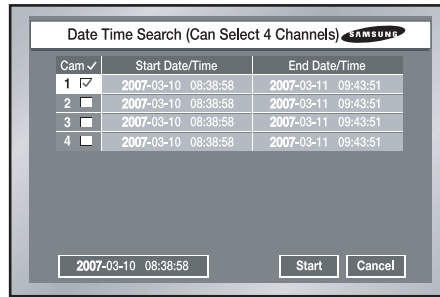 Date Time Search (Can Select 4 Channels) SAMSUNG
Cam ✓ Start Date/Time End Date/Time
1 ☑ 2007-03-10 08:38:58 2007-03-11 09:43:51
2 ☐ 2007-03-10 08:38:58 2007-03-11 09:43:51
3 ☐ 2007-03-10 08:38:58 2007-03-11 09:43:51
4 ☐ 2007-03-10 08:38:58 2007-03-11 09:43:51
2007-03-10 08:38:58 Start Cancel